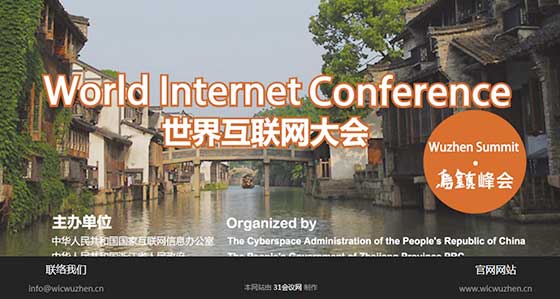 World Internet Conference
世界互联网大会
Wuzhen Summit
·
乌镇峰会
主办单位
Organized by
中华人民共和国国家互联网信息办公室
The Cyberspace Administration of the People's Republic of China
中华人民共和国浙江省人民政府
The People's Government of Zhejiang Province PRC
联络我们
官网网站
info@wicwuzhen.cn
本网站由 31会议网 制作
www.wicwuzhen.cn